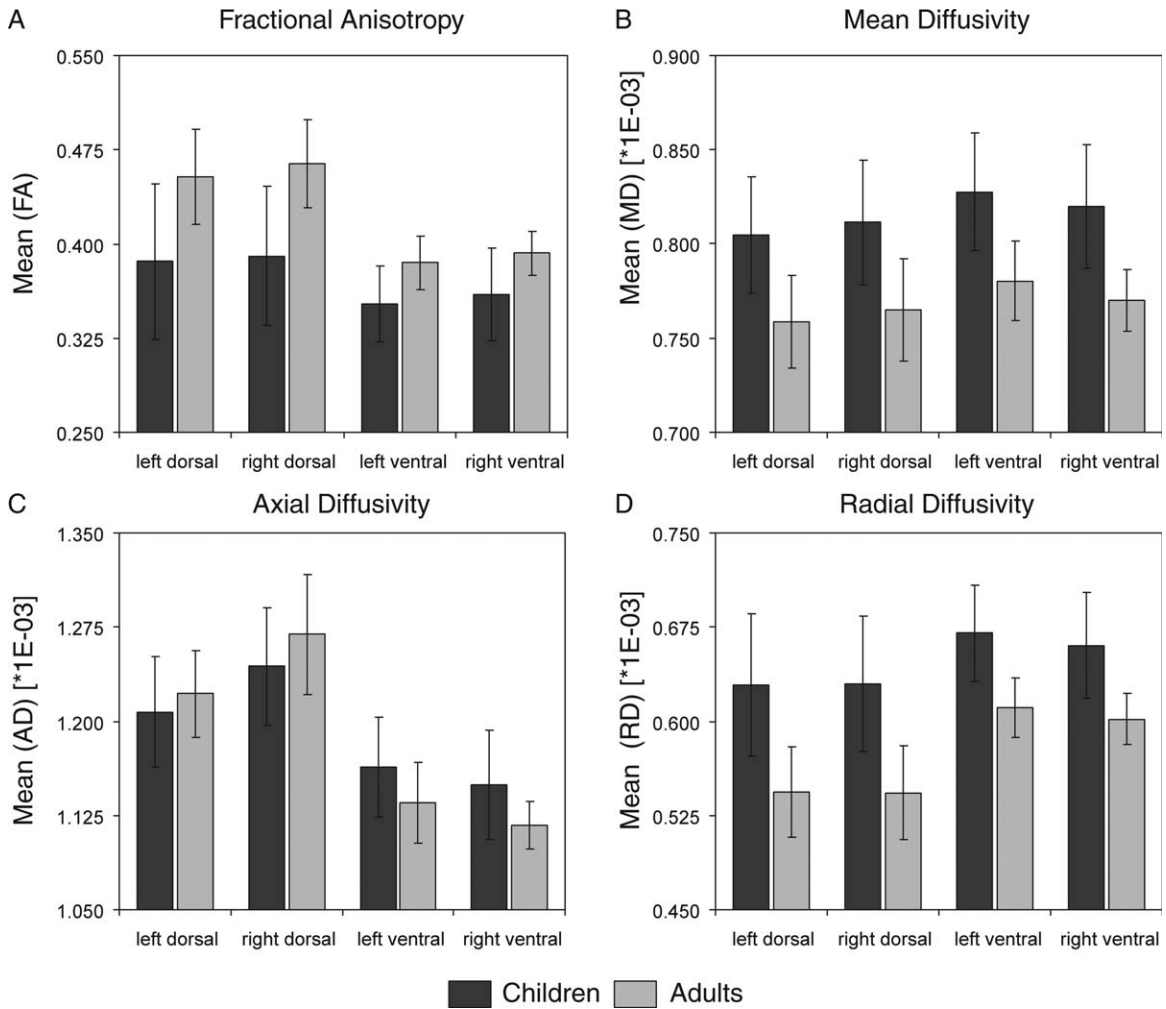 A
Fractional Anisotropy
0.550
0.475
0.400
0.325
0.250
Mean (FA)
left dorsal
right dorsal
left ventral
right ventral
B
Mean Diffusivity
0.900
0.850
0.800
0.750
0.700
Mean (MD) [*1E-03]
left dorsal
right dorsal
left ventral
right ventral
C
Axial Diffusivity
1.350
1.275
1.200
1.125
1.050
Mean (AD) [*1E-03]
left dorsal
right dorsal
left ventral
right ventral
D
Radial Diffusivity
0.750
0.675
0.600
0.525
0.450
Mean (RD) [*1E-03]
left dorsal
right dorsal
left ventral
right ventral
Children
Adults